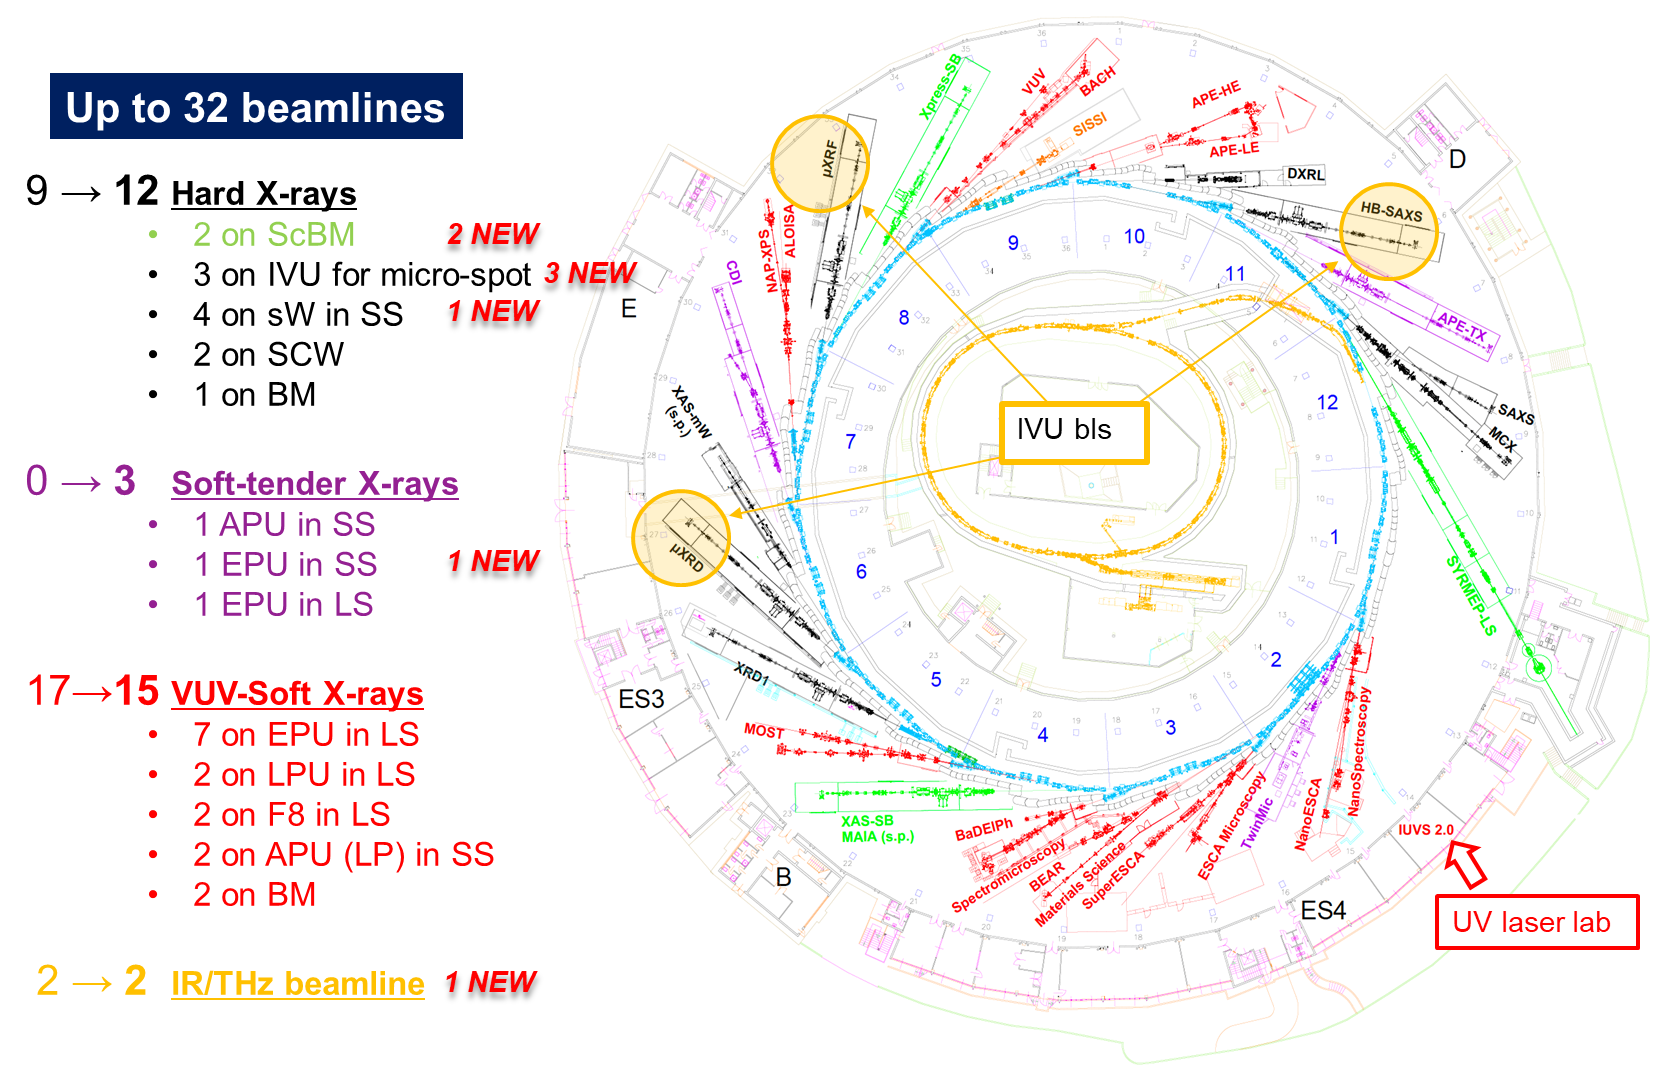 Up to 32 beamlines
9 → 12 Hard X-rays
• 2 on ScBM 2 NEW
• 3 on IVU for micro-spot 3 NEW
• 4 on sW in SS 1 NEW
• 2 on SCW
• 1 on BM
0 → 3 Soft-tender X-rays
• 1 APU in SS
• 1 EPU in SS 1 NEW
• 1 EPU in LS
17→15 VUV-Soft X-rays
• 7 on EPU in LS
• 2 on LPU in LS
• 2 on F8 in LS
• 2 on APU (LP) in SS
• 2 on BM
2 → 2 IR/THz beamline 1 NEW
Xpress-SB
VUV
BACH
SISSI
APE-HE
APE-LE
DXRL
D
HB-SAXS
APE-TX
SAXS
MCX
SYRMEP-LS
µXRF
ALOISA
NAP-XPS
CDI
E
XAS-mW
(s.p.)
µXRD
XRD1
ES3
MOST
XAS-SB
MAIA (s.p.)
B
BaDElPh
Spectromicroscopy
BEAR
Materials Science
SuperESCA
ESCA Microscopy
TwinMic
NanoESCA
NanoSpectroscopy
IUVS 2.0
ES4
UV laser lab
IVU bls
9
10
11
12
1
2
3
4
5
6
7
8